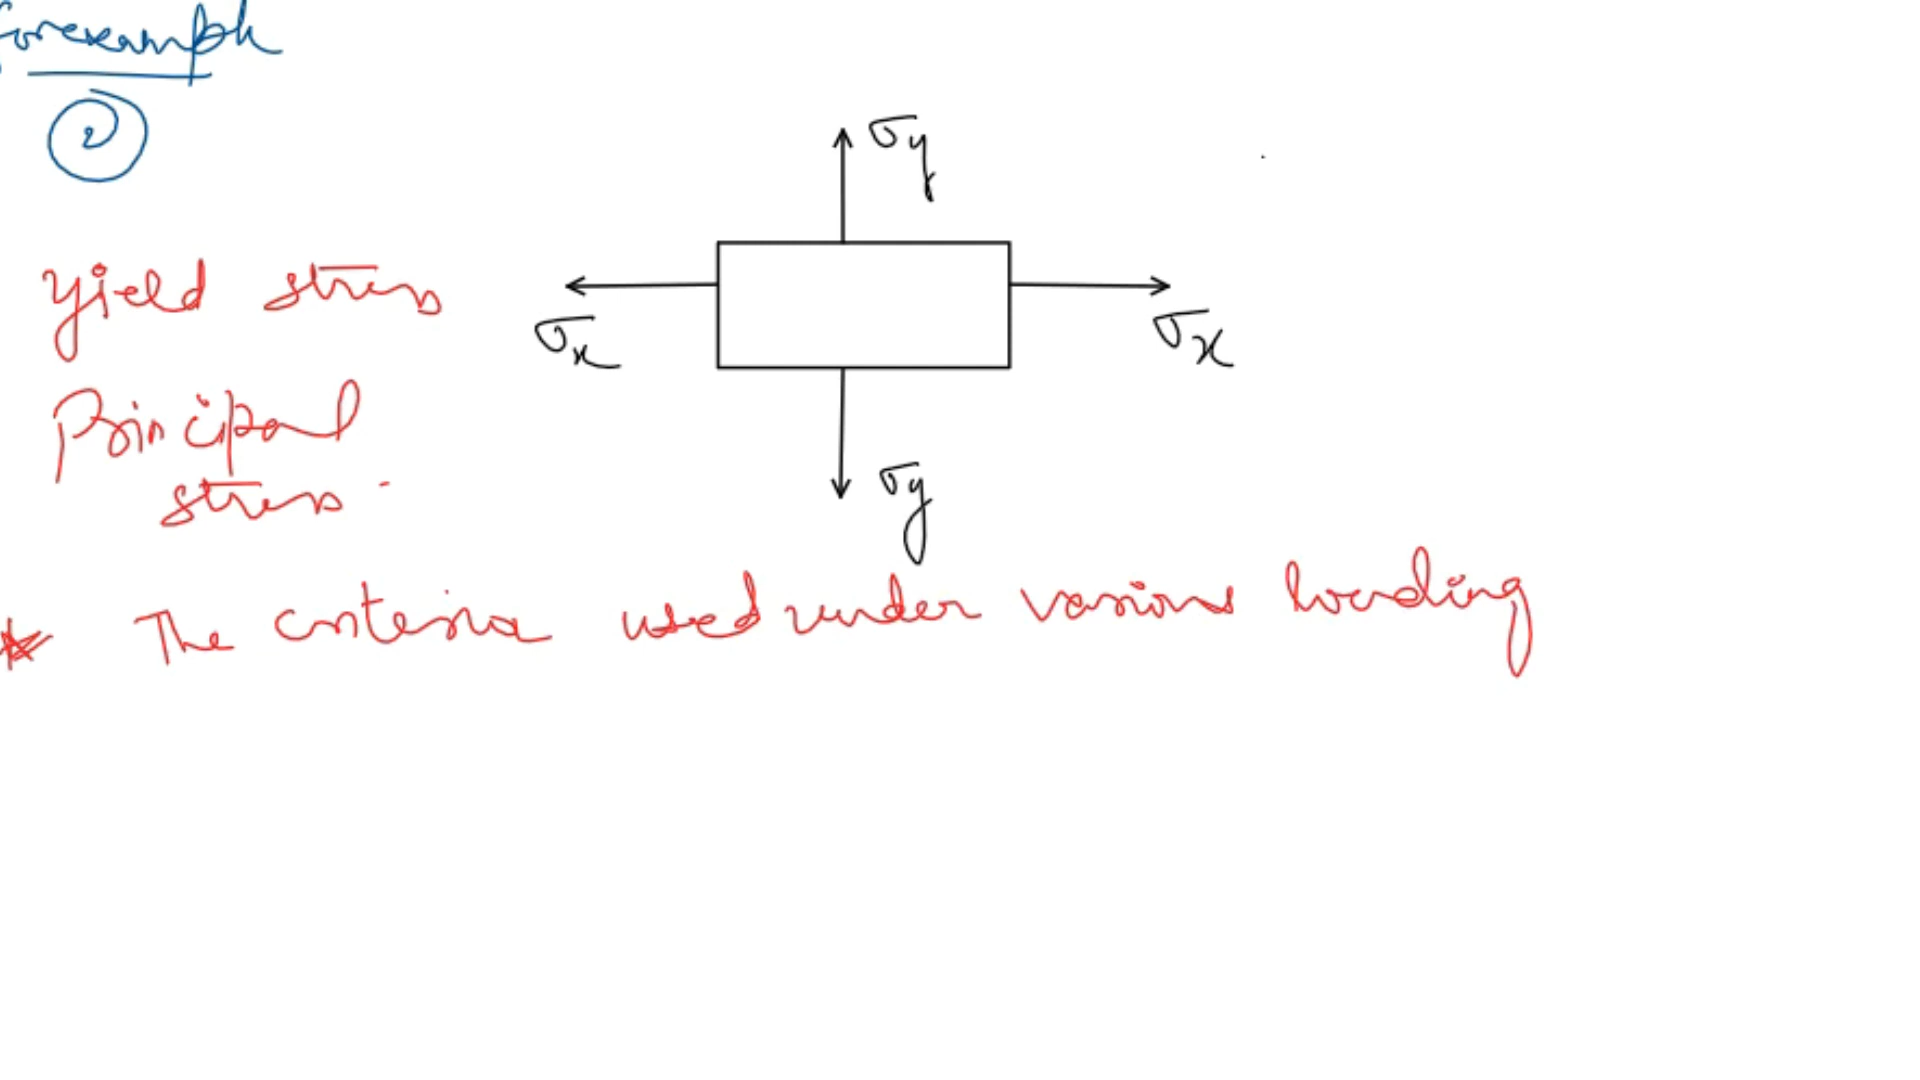 for example
2
σy
yield stress
σx
σx
Principal
stress
σy
* The criteria used under various loading